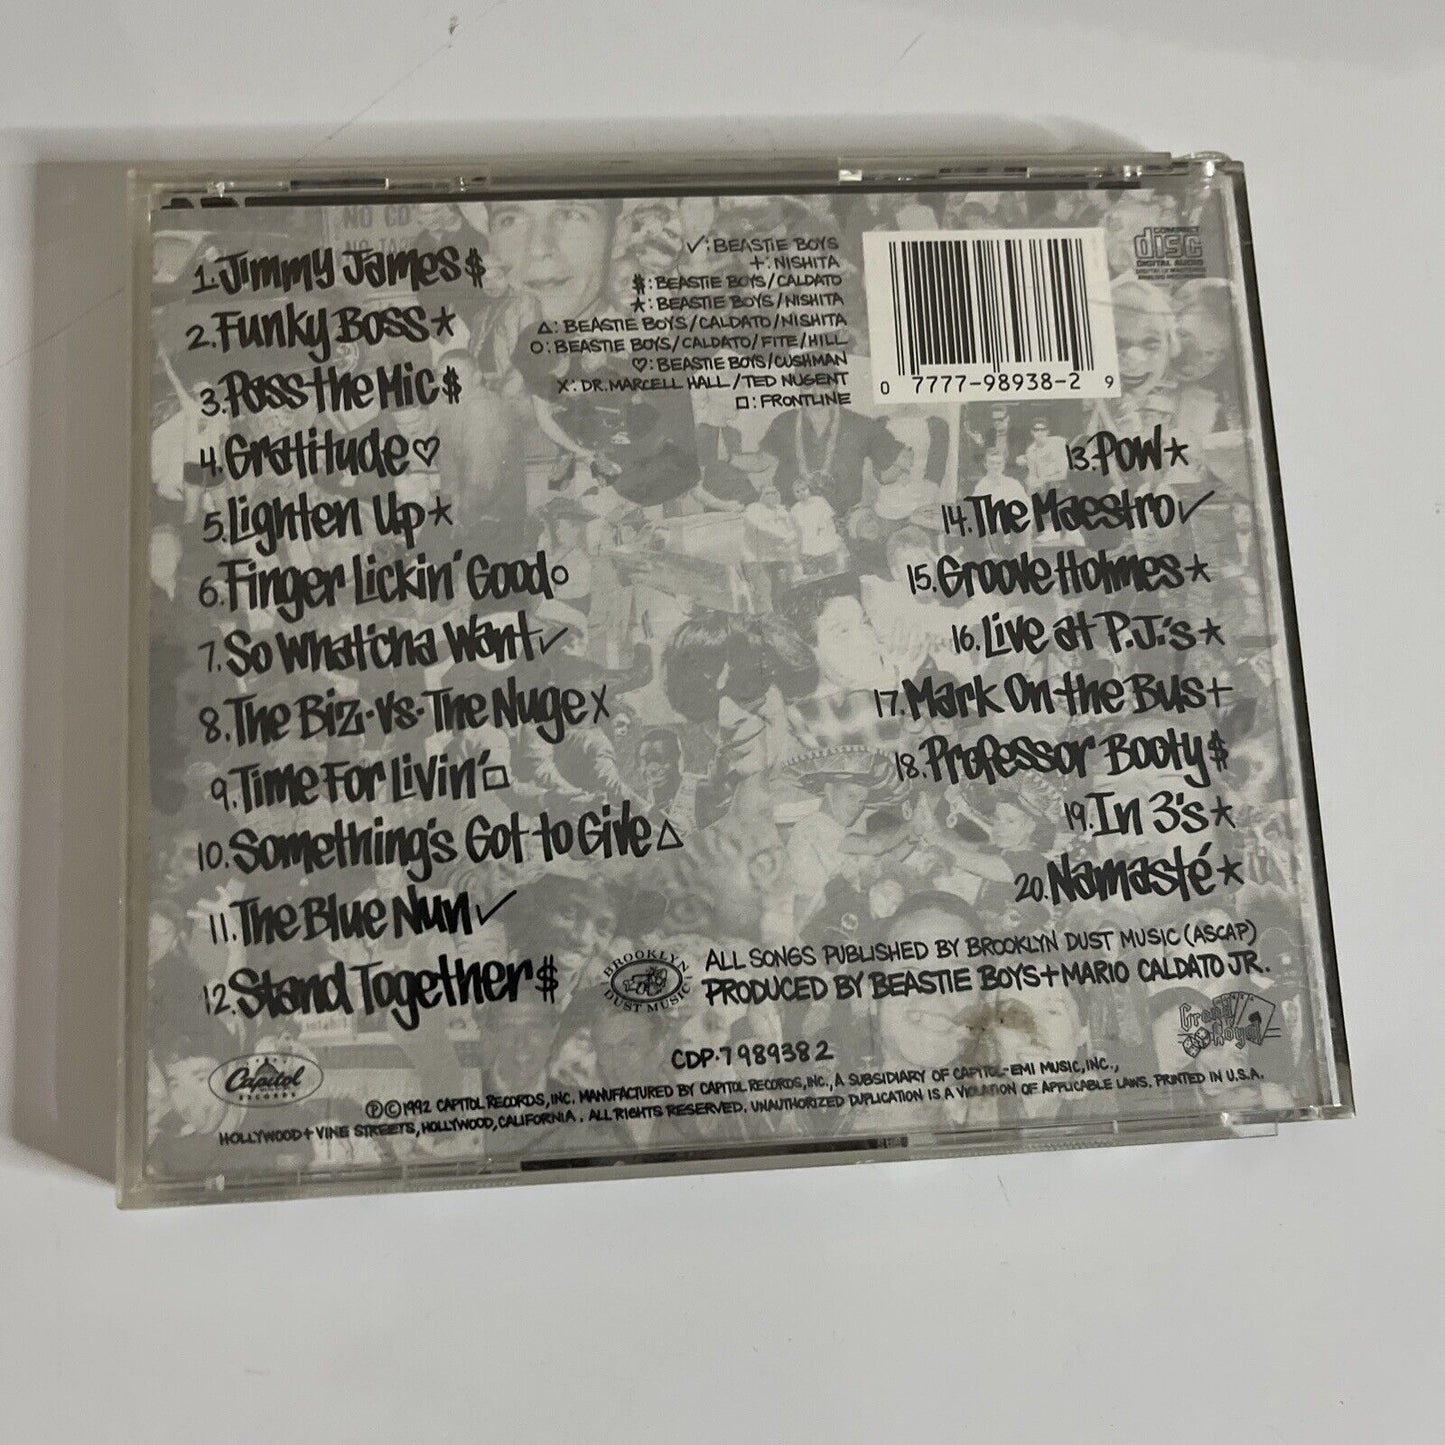 NO CD
1. Jimmy James $
2. Funky Boss ★
3. Pass the Mic $
4. Gratitude ♡
5. Lighten Up ★
6. Finger Lickin' Good ○
7. So Whatcha Want ✓
8. The Biz·vs·The Nuge X
9. Time For Livin' □
10. Something's Got to Give △
11. The Blue Nun ✓
12. Stand Together $
✓: BEASTIE BOYS
+: NISHITA
$: BEASTIE BOYS/CALDATO
★: BEASTIE BOYS/NISHITA
△: BEASTIE BOYS/CALDATO/NISHITA
○: BEASTIE BOYS/CALDATO/FITE/HILL
♡: BEASTIE BOYS/CUSHMAN
X: DR. MARCELL HALL/TED NUGENT
□: FRONTLINE
0 7777-98938-2 9
COMPACT
disc
DIGITAL AUDIO
13. Pow ★
14. The Maestro ✓
15. Groove Holmes ★
16. Live at P.J.'s ★
17. Mark On the Bus +
18. Professor Booty $
19. In 3's ★
20. Namasté ★
BROOKLYN
DUST MUSIC
ALL SONGS PUBLISHED BY BROOKLYN DUST MUSIC (ASCAP)
PRODUCED BY BEASTIE BOYS + MARIO CALDATO JR.
Grand
Royal
CDP·7 98938 2
Capitol
RECORDS
Ⓟ©1992 CAPITOL RECORDS, INC. MANUFACTURED BY CAPITOL RECORDS, INC., A SUBSIDIARY OF CAPITOL-EMI MUSIC, INC.,
HOLLYWOOD + VINE STREETS, HOLLYWOOD, CALIFORNIA. ALL RIGHTS RESERVED. UNAUTHORIZED DUPLICATION IS A VIOLATION OF APPLICABLE LAWS. PRINTED IN U.S.A.